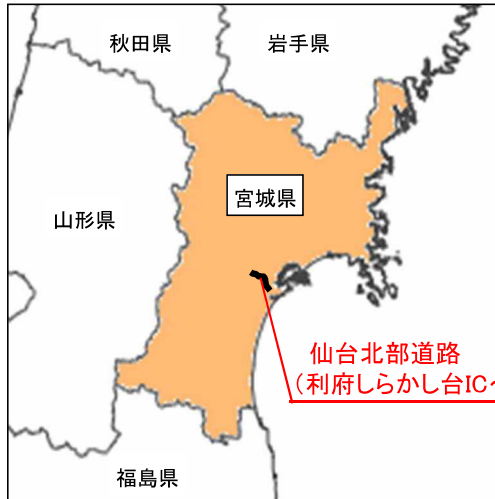 秋田県
岩手県
宮城県
山形県
仙台北部道路
（利府しらかし台IC～
福島県